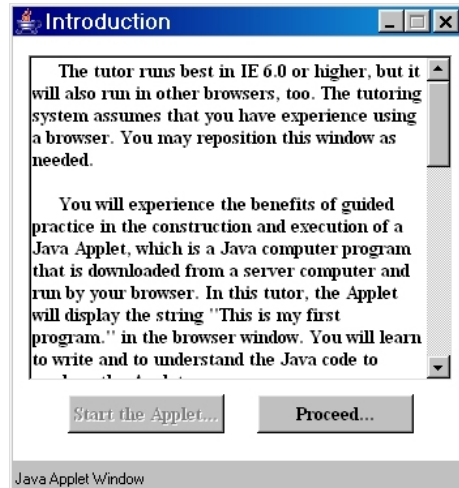 Introduction
The tutor runs best in IE 6.0 or higher, but it
will also run in other browsers, too. The tutoring
system assumes that you have experience using
a browser. You may reposition this window as
needed.
You will experience the benefits of guided
practice in the construction and execution of a
Java Applet, which is a Java computer program
that is downloaded from a server computer and
run by your browser. In this tutor, the Applet
will display the string "This is my first
program." in the browser window. You will learn
to write and to understand the Java code to
Start the Applet...
Proceed...
Java Applet Window